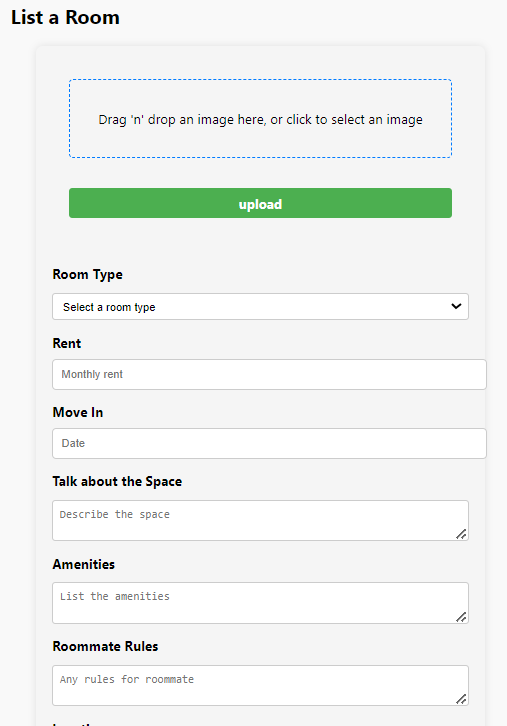 List a Room
Drag 'n' drop an image here, or click to select an image
upload
Room Type
Select a room type
Rent
Monthly rent
Move In
Date
Talk about the Space
Describe the space
Amenities
List the amenities
Roommate Rules
Any rules for roommate